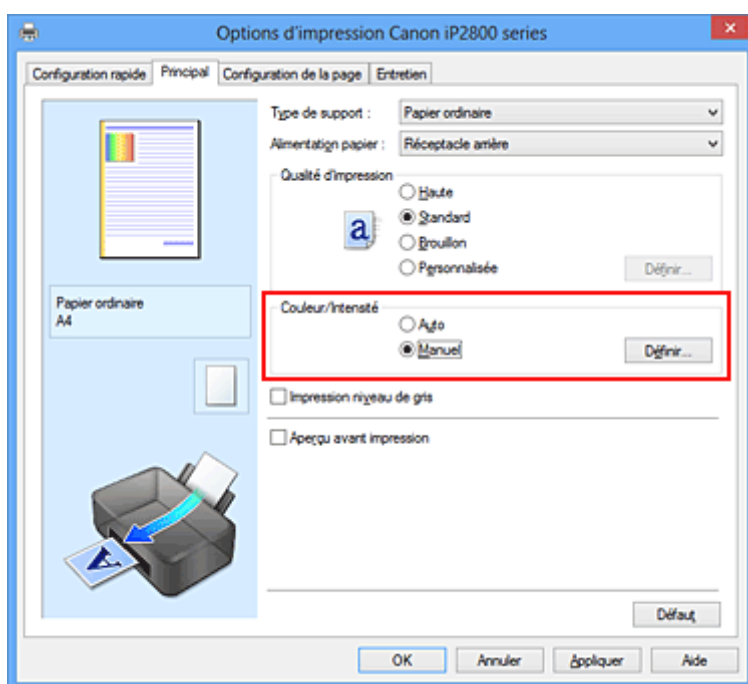 Options d'impression Canon iP2800 series
Configuration rapide Principal Configuration de la page Entretien
Type de support : Papier ordinaire
Alimentation papier : Réceptacle arrière
Qualité d'impression
Haute
Standard
Brouillon
Personnalisée Définir...
a
Papier ordinaire
A4
Couleur/Intensité
Auto
Manuel Définir...
Impression niveau de gris
Aperçu avant impression
A
Défaut
OK Annuler Appliquer Aide